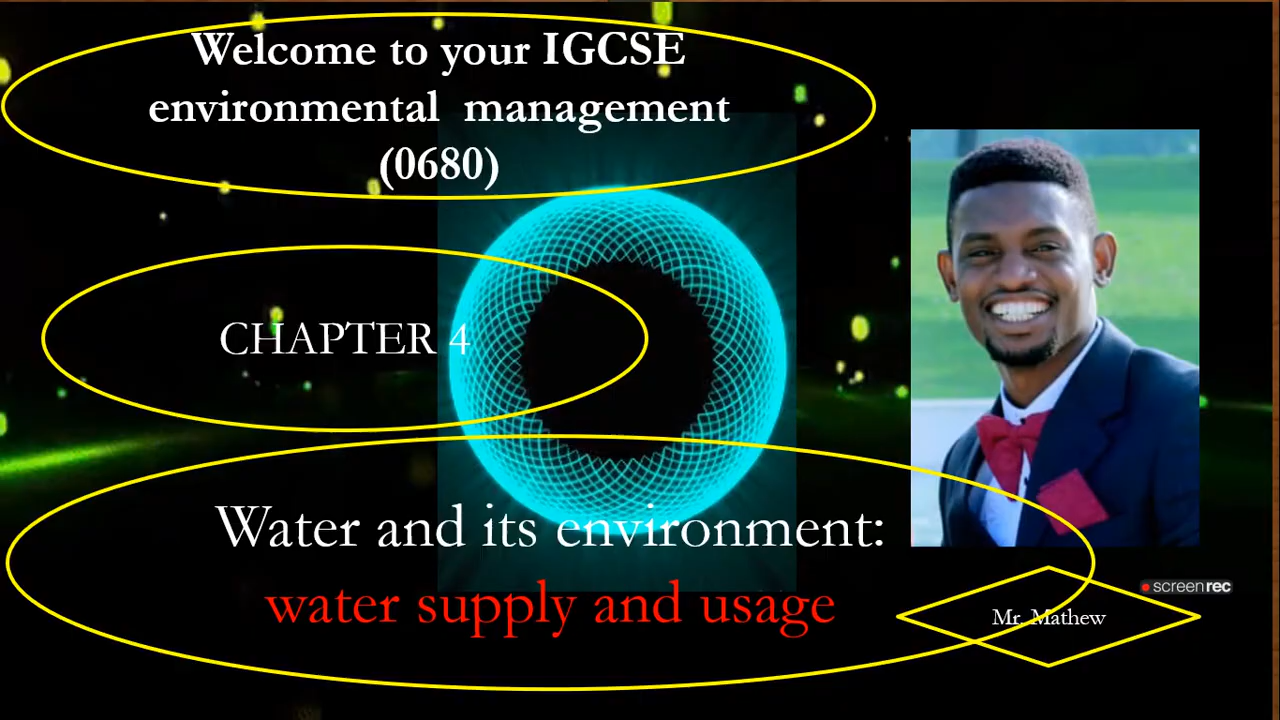 Welcome to your IGCSE
environmental management
(0680)
CHAPTER 4
Water and its environment:
water supply and usage
screenrec
Mr. Mathew